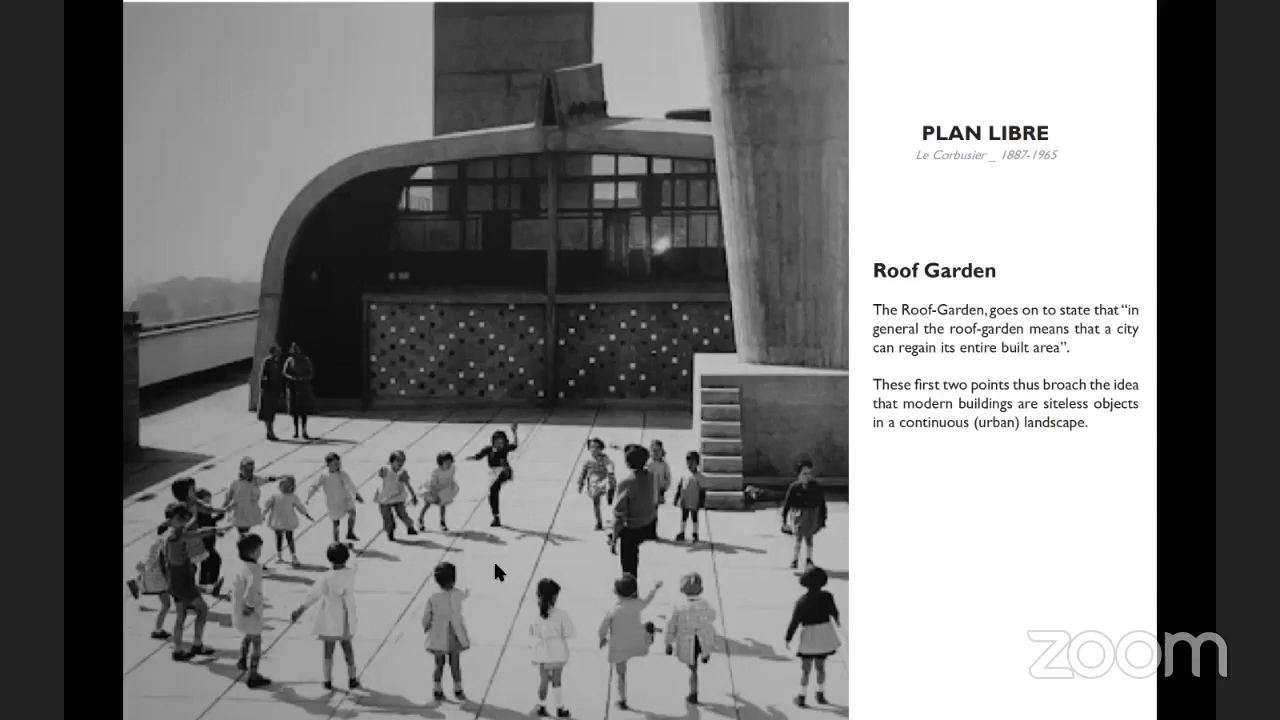 PLAN LIBRE
Le Corbusier _ 1887-1965
Roof Garden
The Roof-Garden, goes on to state that “in
general the roof-garden means that a city
can regain its entire built area”.
These first two points thus broach the idea
that modern buildings are siteless objects
in a continuous (urban) landscape.
zoom